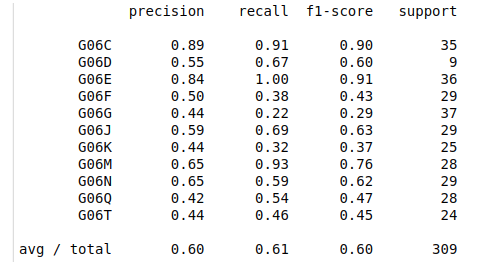 precision recall f1-score support
G06C 0.89 0.91 0.90 35
G06D 0.55 0.67 0.60 9
G06E 0.84 1.00 0.91 36
G06F 0.50 0.38 0.43 29
G06G 0.44 0.22 0.29 37
G06J 0.59 0.69 0.63 29
G06K 0.44 0.32 0.37 25
G06M 0.65 0.93 0.76 28
G06N 0.65 0.59 0.62 29
G06Q 0.42 0.54 0.47 28
G06T 0.44 0.46 0.45 24
avg / total 0.60 0.61 0.60 309